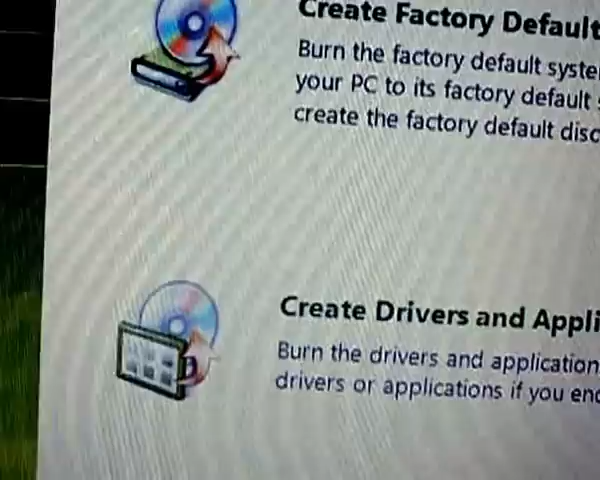 Create Factory Default
Burn the factory default syste
your PC to its factory default
create the factory default disc
Create Drivers and Appli
Burn the drivers and application
drivers or applications if you enc